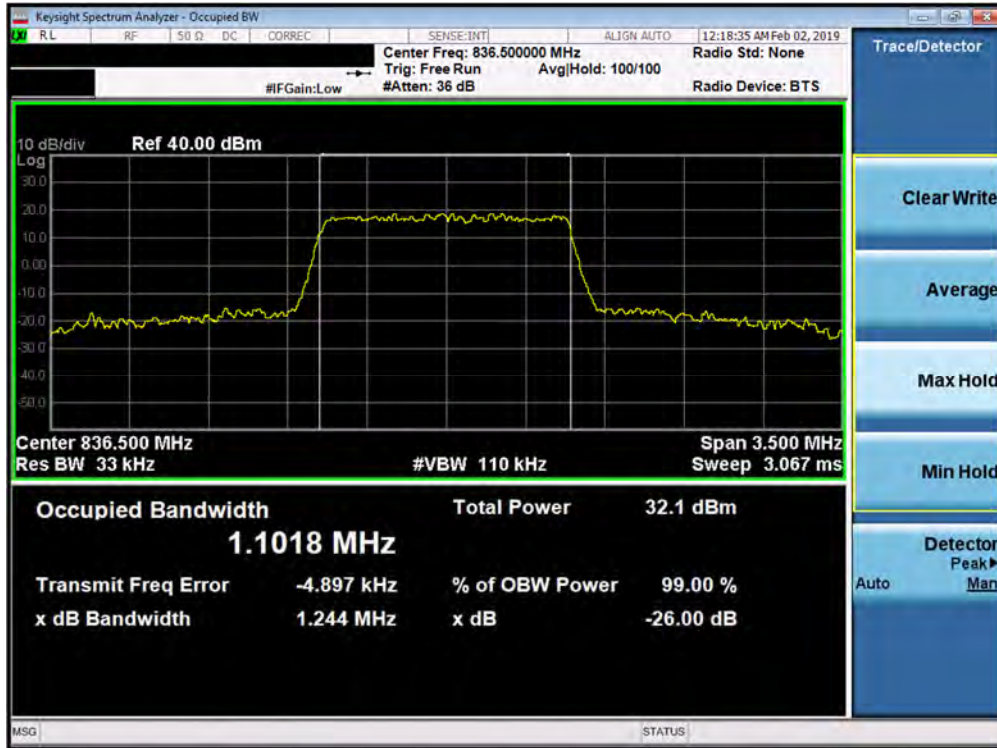 Keysight Spectrum Analyzer - Occupied BW
LXI RL RF 50 Ω DC CORREC SENSE:INT ALIGN AUTO 12:18:35 AM Feb 02, 2019
Center Freq: 836.500000 MHz Radio Std: None
Trig: Free Run Avg|Hold: 100/100
#IFGain:Low #Atten: 36 dB Radio Device: BTS
Trace/Detector
10 dB/div Ref 40.00 dBm
Log
30.0
20.0
10.0
0.00
-10.0
-20.0
-30.0
-40.0
-50.0
Center 836.500 MHz Span 3.500 MHz
Res BW 33 kHz #VBW 110 kHz Sweep 3.067 ms
Occupied Bandwidth Total Power 32.1 dBm
1.1018 MHz
Transmit Freq Error -4.897 kHz % of OBW Power 99.00 %
x dB Bandwidth 1.244 MHz x dB -26.00 dB
Clear Write
Average
Max Hold
Min Hold
Detector
Peak▶
Auto Man
MSG STATUS